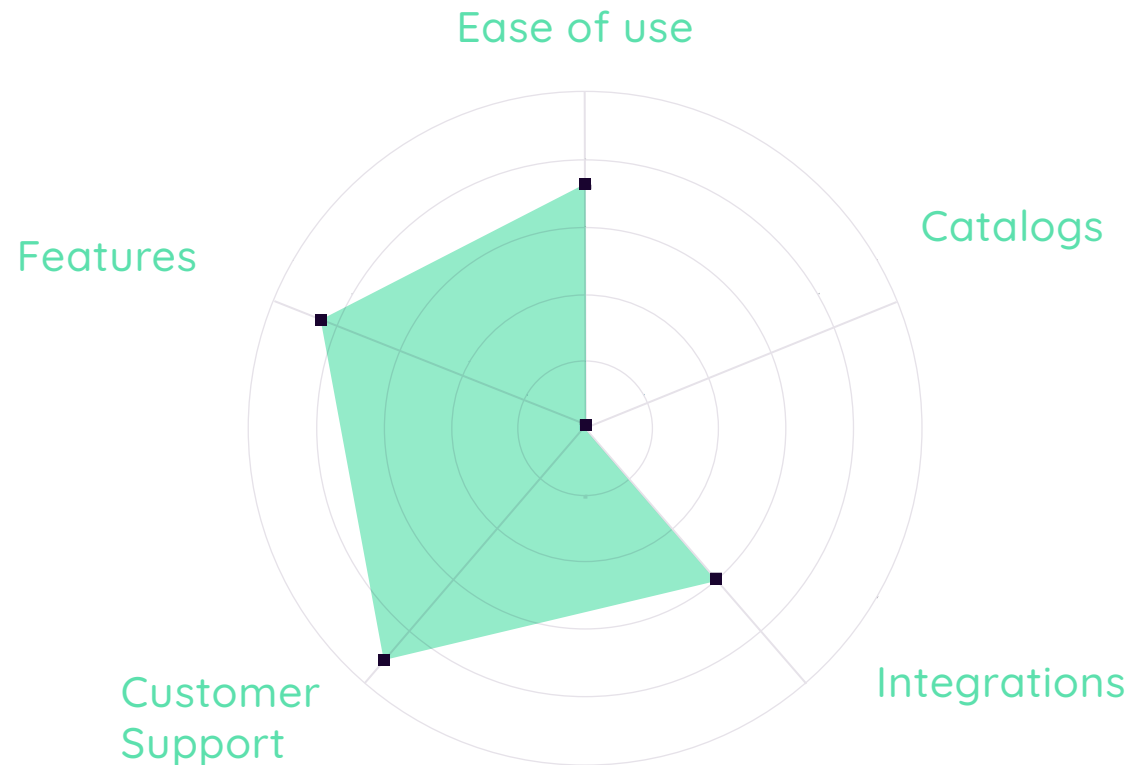 Ease of use
Catalogs
Features
Integrations
Customer
Support